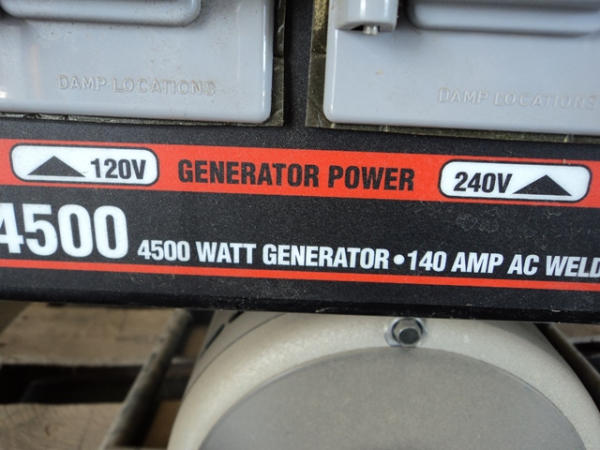 DAMP LOCATIONS DAMP LOCATIONS
120V GENERATOR POWER 240V
4500 4500 WATT GENERATOR • 140 AMP AC WELD